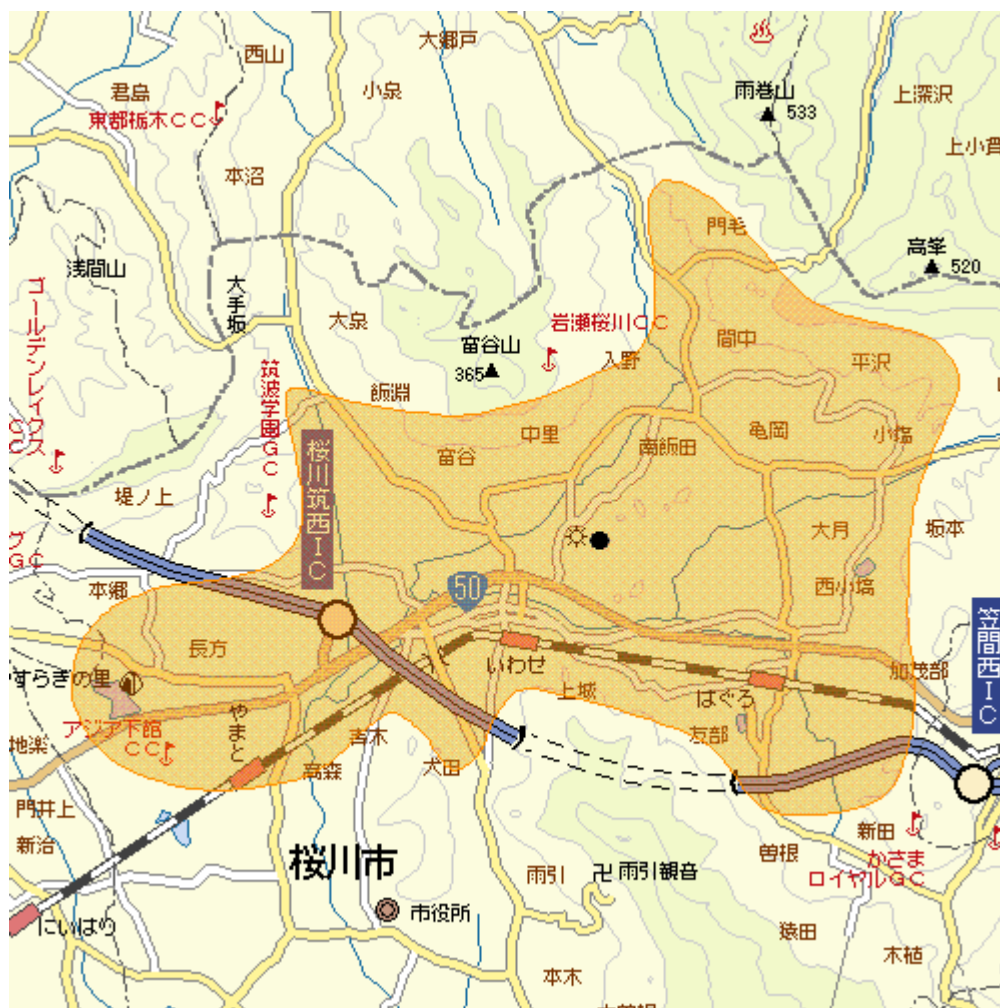 大郷戸
西山
君島
小泉
雨巻山
533
上深沢
東都栃木CC
上小貫
本沼
門毛
高峯
520
浅間山
大手坂
ゴールデンレイクス
CC
大泉
岩瀬桜川CC
間中
富谷山
365
入野
平沢
筑波学園GC
飯淵
中里
亀岡
小塙
桜川筑西IC
富谷
南飯田
堤ノ上
大月
坂本
GC
本郷
50
西小塙
笠間西IC
長方
すらぎの里
いわせ
上城
はぐろ
加茂部
やまと
アジア下館
CC
地楽
青木
友部
高森
犬田
門井上
新治
新田
曽根
かさま
ロイヤルGC
桜川市
雨引
卍雨引観音
市役所
にいはり
猿田
木植
本木